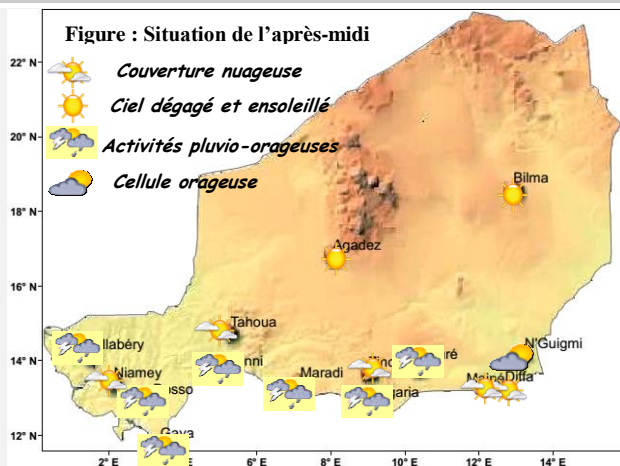 Figure : Situation de l'après-midi
Couverture nuageuse
Ciel dégagé et ensoleillé
Activités pluvio-orageuses
Cellule orageuse
22° N
20° N
18° N
16° N
14° N
12° N
Bilma
Agadez
Tahoua
N'Guigmi
Niamey
Maradi
Diffa
Gaya
2° E
4° E
6° E
8° E
10° E
12° E
14° E